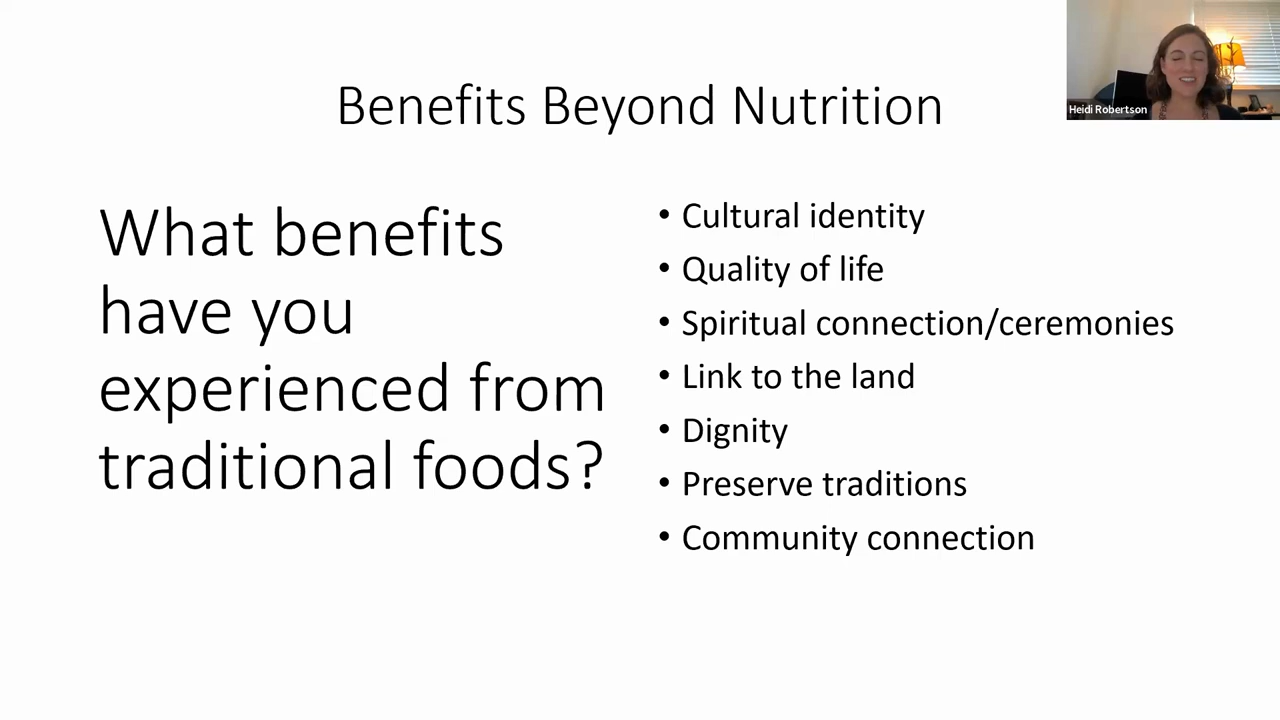 Heidi Robertson
Benefits Beyond Nutrition
What benefits
have you
experienced from
traditional foods?
• Cultural identity
• Quality of life
• Spiritual connection/ceremonies
• Link to the land
• Dignity
• Preserve traditions
• Community connection